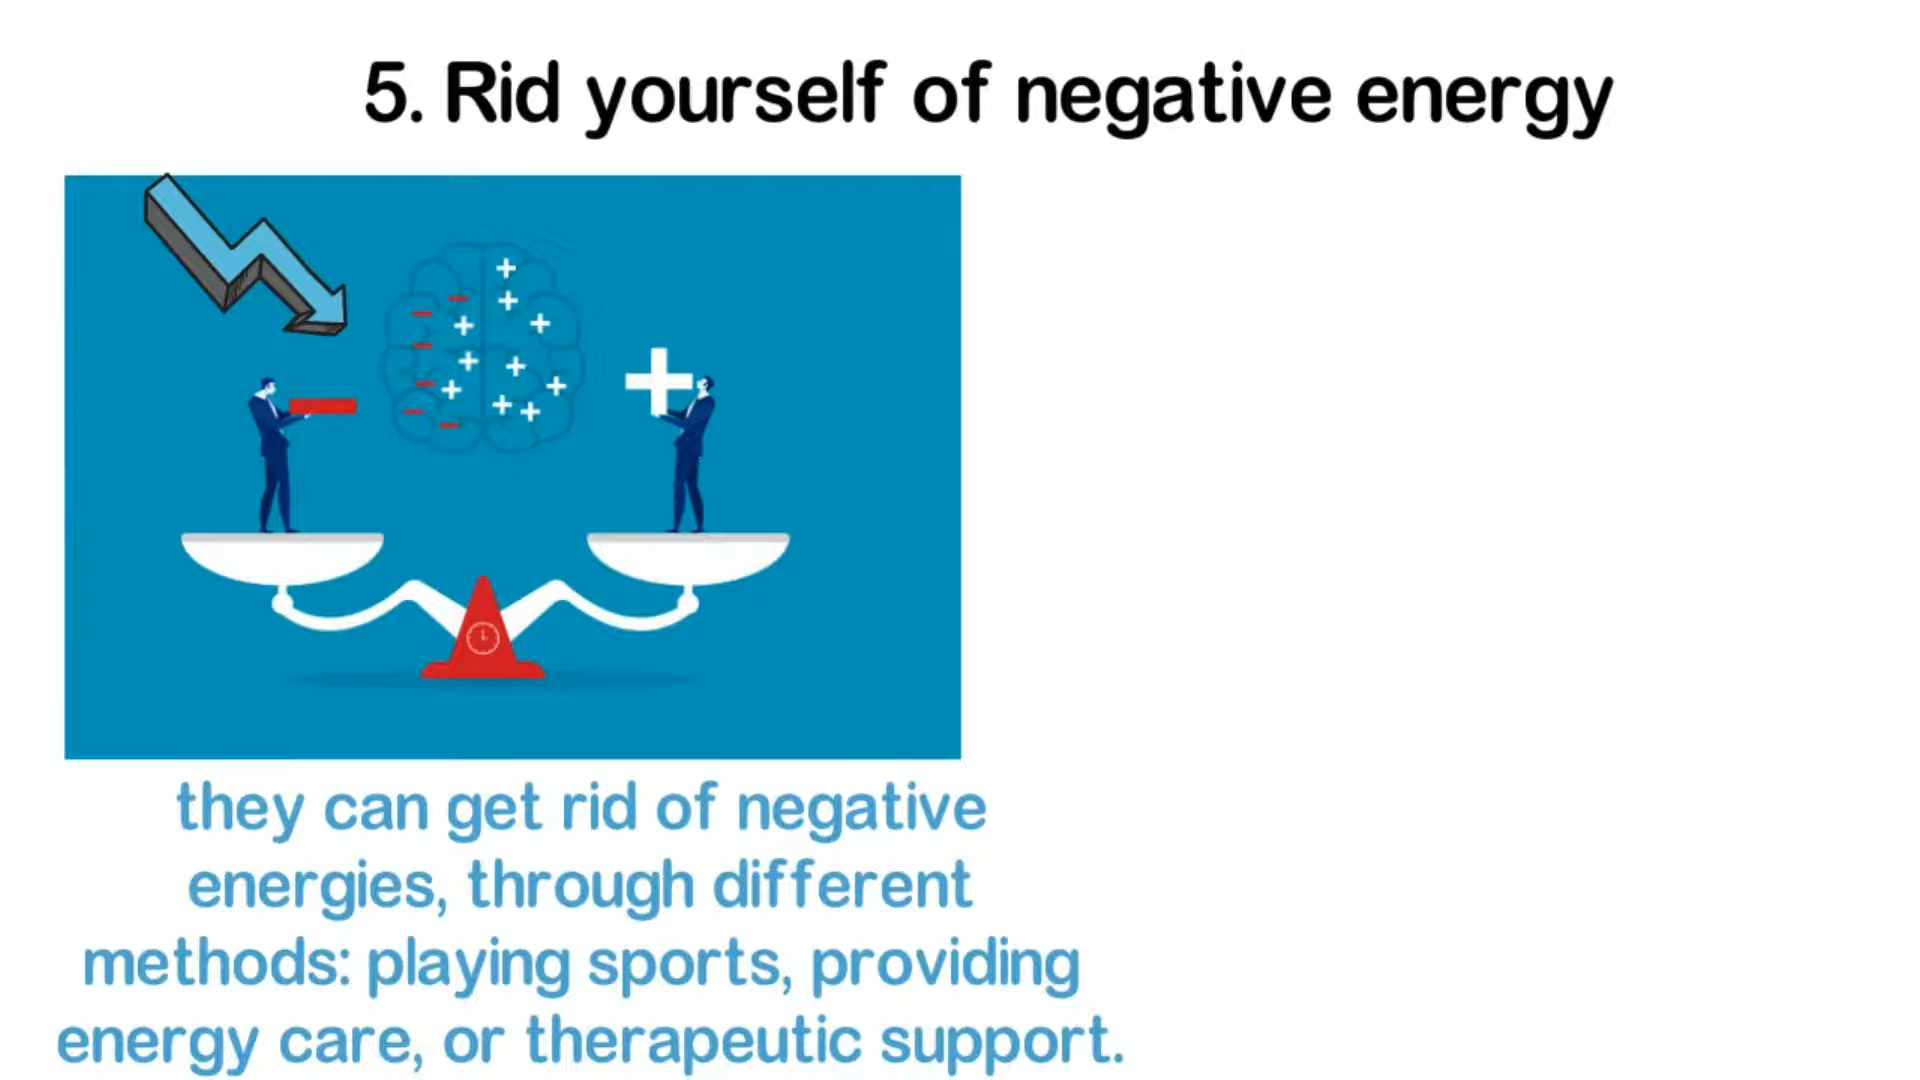 5. Rid yourself of negative energy
they can get rid of negative
energies, through different
methods: playing sports, providing
energy care, or therapeutic support.